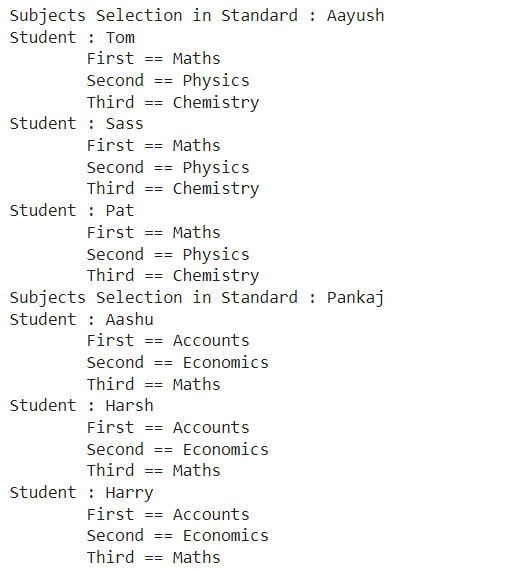 Subjects Selection in Standard : Aayush
Student : Tom
        First == Maths
        Second == Physics
        Third == Chemistry
Student : Sass
        First == Maths
        Second == Physics
        Third == Chemistry
Student : Pat
        First == Maths
        Second == Physics
        Third == Chemistry
Subjects Selection in Standard : Pankaj
Student : Aashu
        First == Accounts
        Second == Economics
        Third == Maths
Student : Harsh
        First == Accounts
        Second == Economics
        Third == Maths
Student : Harry
        First == Accounts
        Second == Economics
        Third == Maths